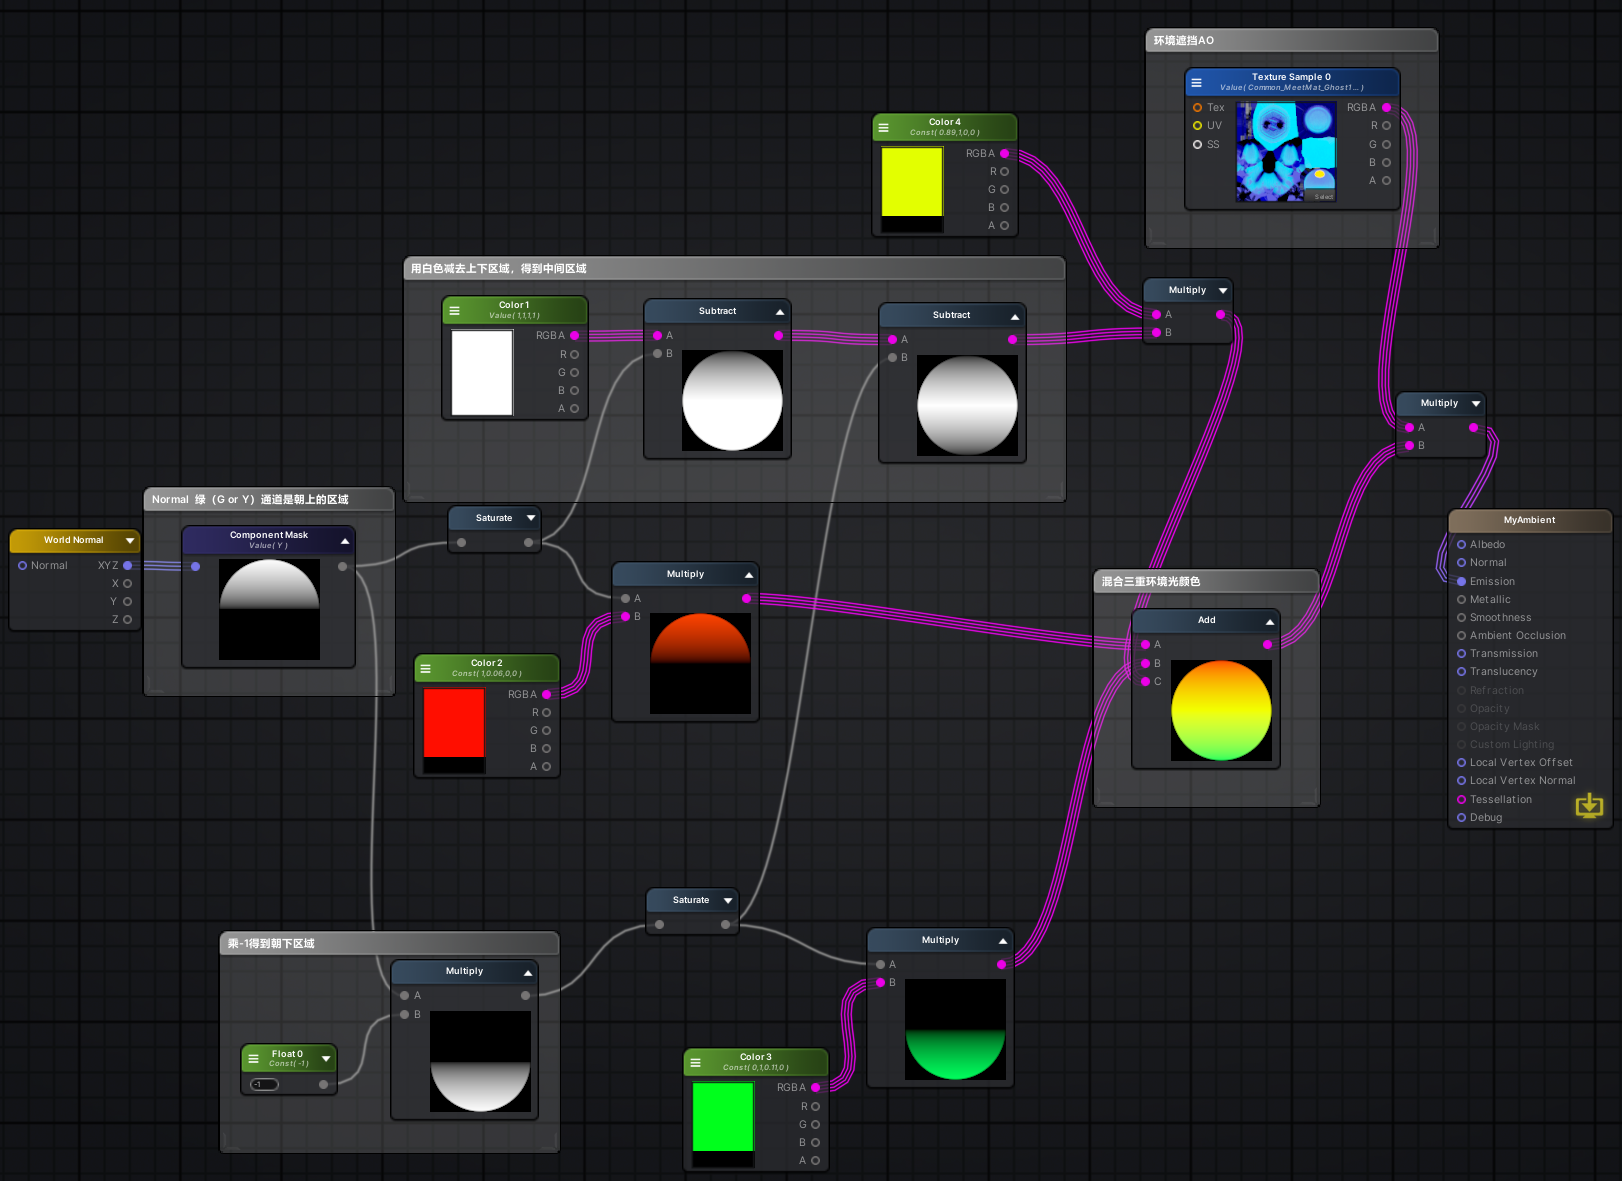 环境遮挡AO
Texture Sample 0
Value( Common_MeetMat_Ghost1... )
Tex
UV
SS
RGBA
R
G
B
A
Select
Color 4
Const( 0.89,1,0,0 )
RGBA
R
G
B
A
用白色减去上下区域，得到中间区域
Color 1
Value( 1,1,1,1 )
RGBA
R
G
B
A
Subtract
A
B
Subtract
A
B
Multiply
A
B
Multiply
A
B
Normal 绿（G or Y）通道是朝上的区域
World Normal
Normal
XYZ
X
Y
Z
Component Mask
Value( Y )
Saturate
Multiply
A
B
Color 2
Const( 1,0.06,0,0 )
RGBA
R
G
B
A
混合三重环境光颜色
Add
A
B
C
MyAmbient
Albedo
Normal
Emission
Metallic
Smoothness
Ambient Occlusion
Transmission
Translucency
Refraction
Opacity
Opacity Mask
Custom Lighting
Local Vertex Offset
Local Vertex Normal
Tessellation
Debug
Saturate
乘-1得到朝下区域
Multiply
A
B
Float 0
Const( -1 )
-1
Multiply
A
B
Color 3
Const( 0,1,0.11,0 )
RGBA
R
G
B
A